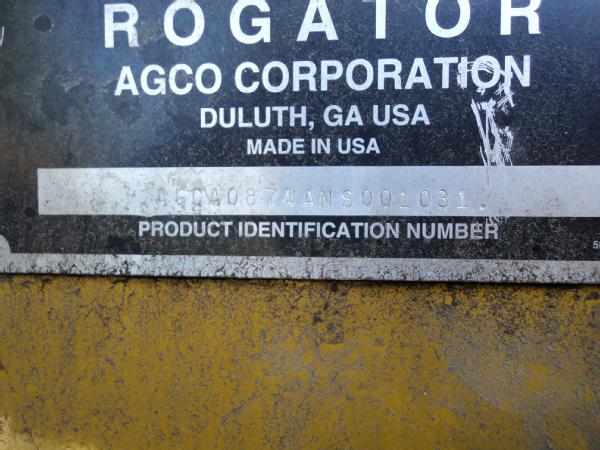 ROGATOR
AGCO CORPORATION
DULUTH, GA USA
MADE IN USA
*AGCA0874ANS001031*
PRODUCT IDENTIFICATION NUMBER